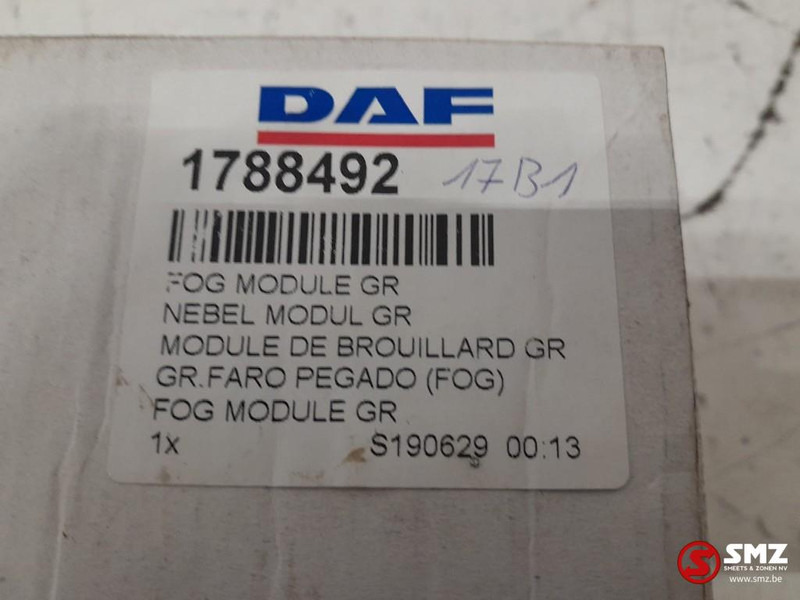 DAF
1788492 17B1
FOG MODULE GR
NEBEL MODUL GR
MODULE DE BROUILLARD GR
GR.FARO PEGADO (FOG)
FOG MODULE GR
1x S190629 00:13
SMZ
SMEETS & ZONEN NV
www.smz.be